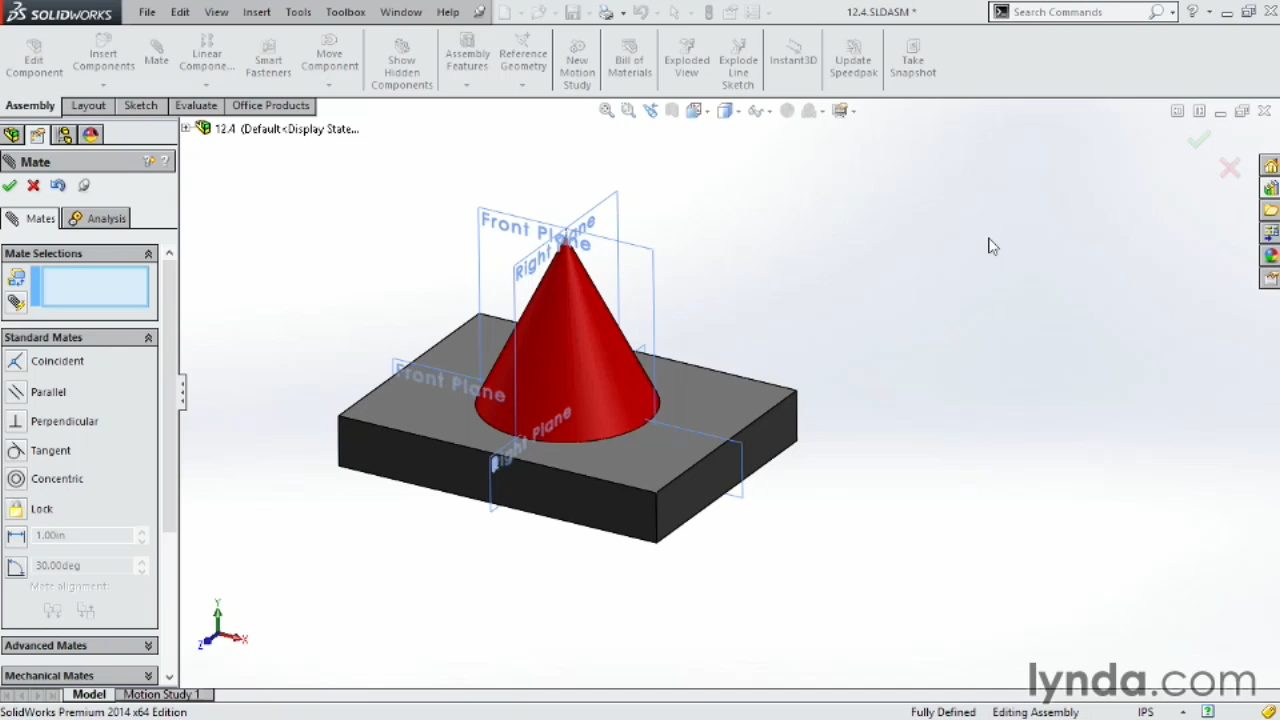 SOLIDWORKS File Edit View Insert Tools Toolbox Window Help 12.4.SLDASM * Search Commands
Edit Component Insert Components Mate Linear Compone... Smart Fasteners Move Component Show Hidden Components Assembly Features Reference Geometry New Motion Study Bill of Materials Exploded View Explode Line Sketch Instant3D Update Speedpak Take Snapshot
Assembly Layout Sketch Evaluate Office Products
12.4 (Default<Display State...
Mate
Mates Analysis
Mate Selections
Standard Mates
Coincident
Parallel
Perpendicular
Tangent
Concentric
Lock
1.00in
30.00deg
Mate alignment:
Advanced Mates
Mechanical Mates
Front Plane
Right Plane
Front Plane
Right Plane
Y
X
Z
lynda.com
Model Motion Study 1
SolidWorks Premium 2014 x64 Edition Fully Defined Editing Assembly IPS